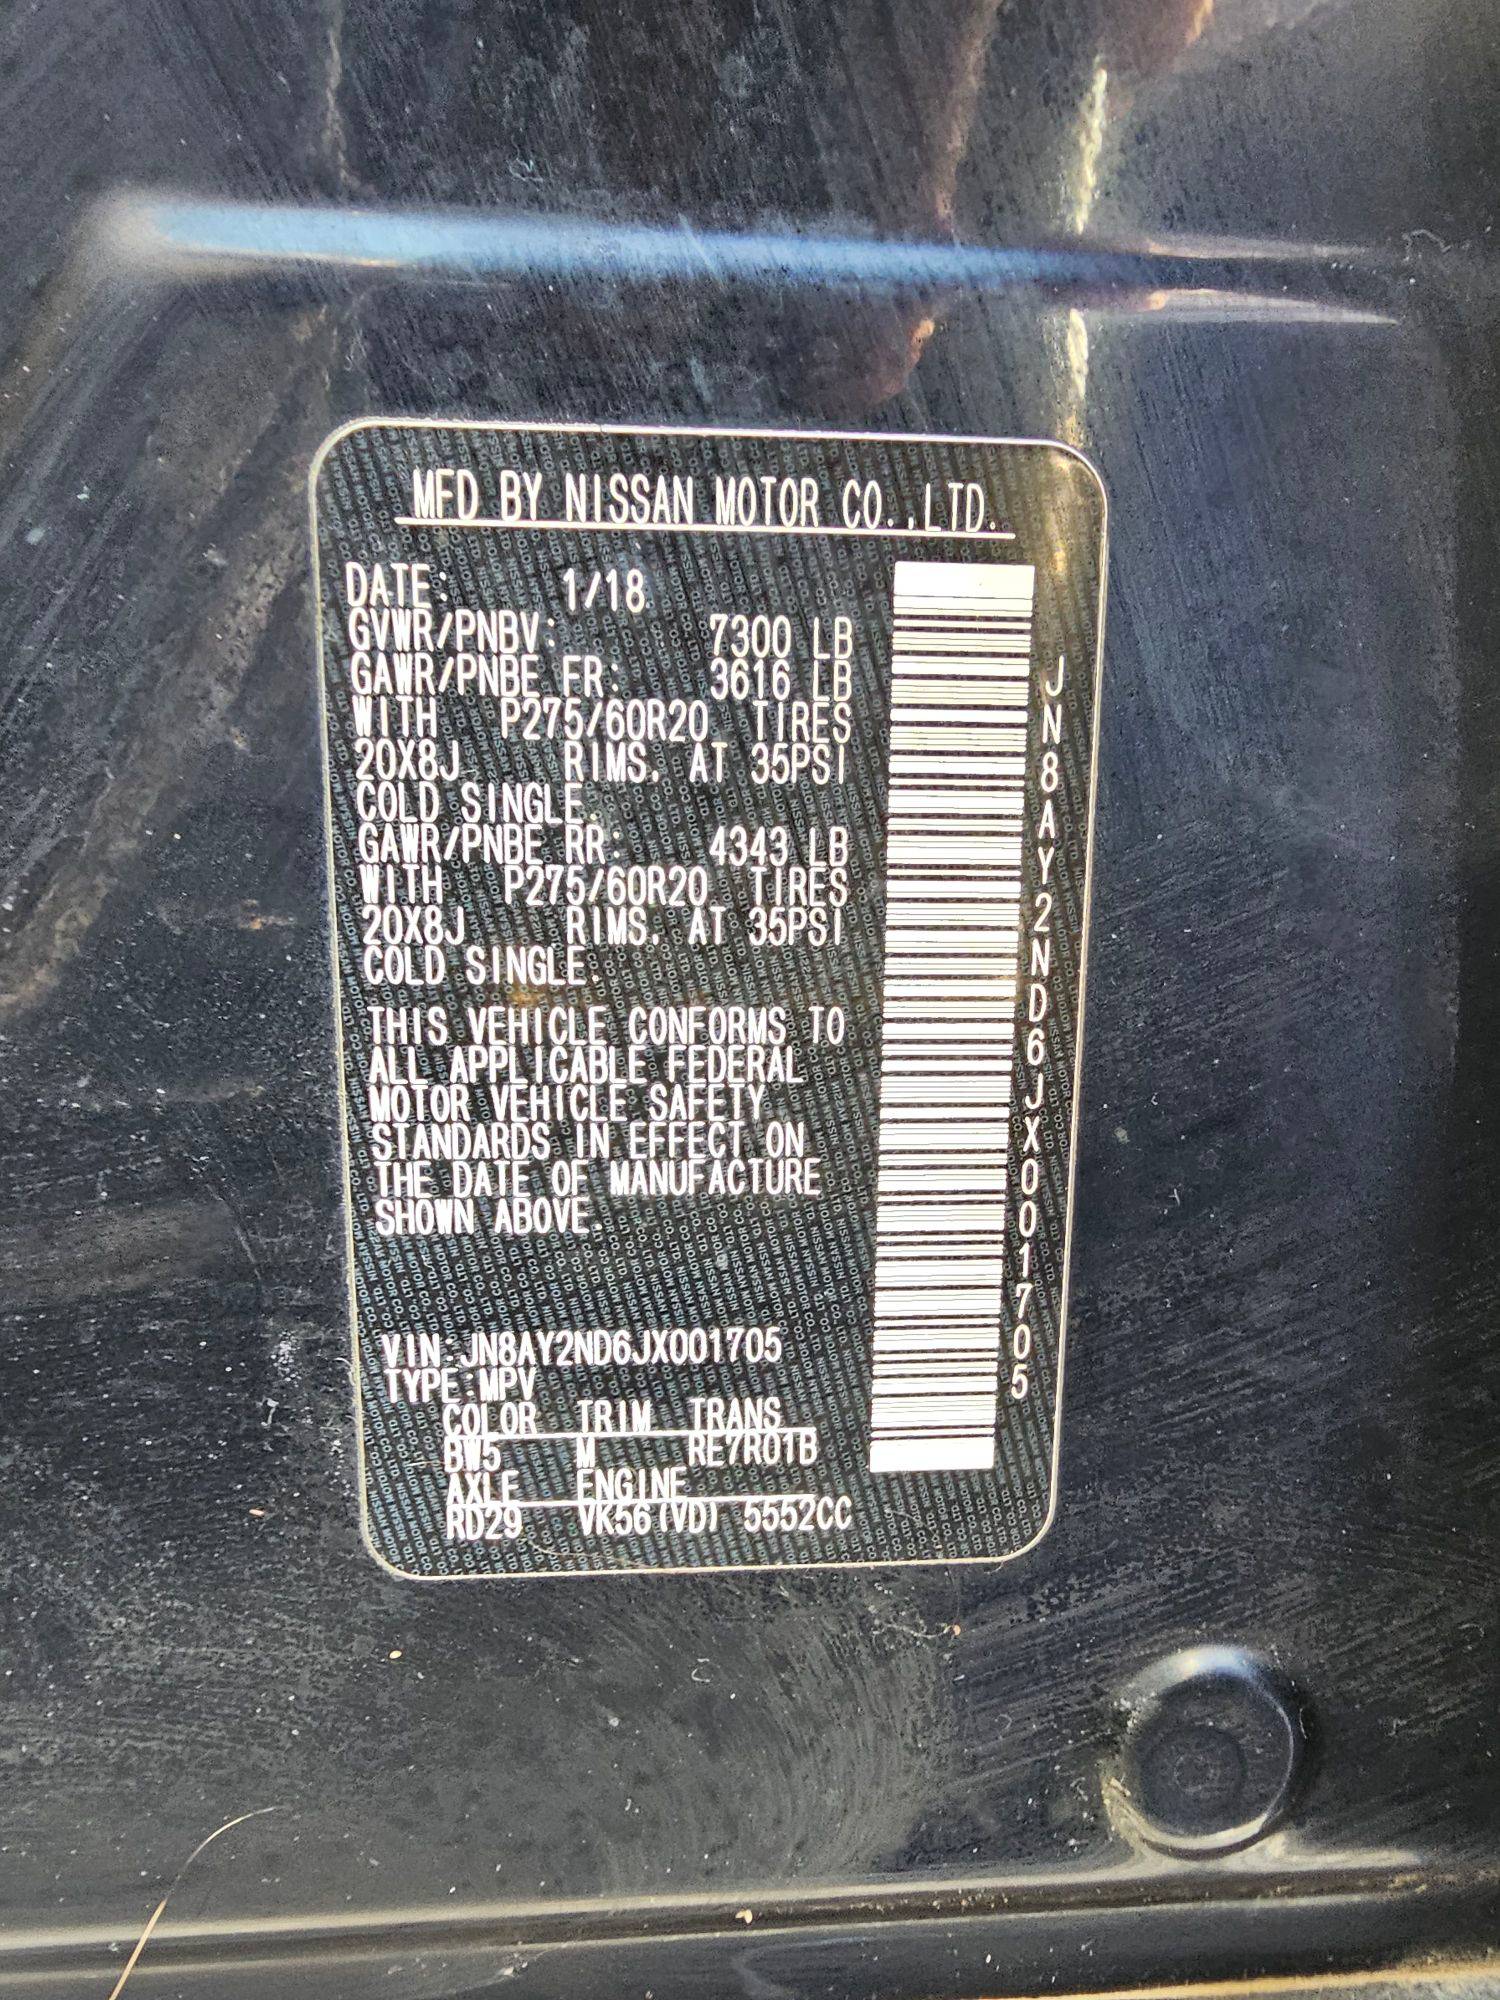 MFD BY NISSAN MOTOR CO.,LTD.
DATE: 1/18
GVWR/PNBV: 7300 LB
GAWR/PNBE FR: 3616 LB
WITH P275/60R20 TIRES
20X8J RIMS, AT 35PSI
COLD SINGLE.
GAWR/PNBE RR: 4343 LB
WITH P275/60R20 TIRES
20X8J RIMS, AT 35PSI
COLD SINGLE.
THIS VEHICLE CONFORMS TO
ALL APPLICABLE FEDERAL
MOTOR VEHICLE SAFETY
STANDARDS IN EFFECT ON
THE DATE OF MANUFACTURE
SHOWN ABOVE.
VIN:JN8AY2ND6JX001705
TYPE:MPV
COLOR TRIM TRANS
BW5 M RE7R01B
AXLE ENGINE
RD29 VK56(VD) 5552CC
JN8AY2ND6JX001705